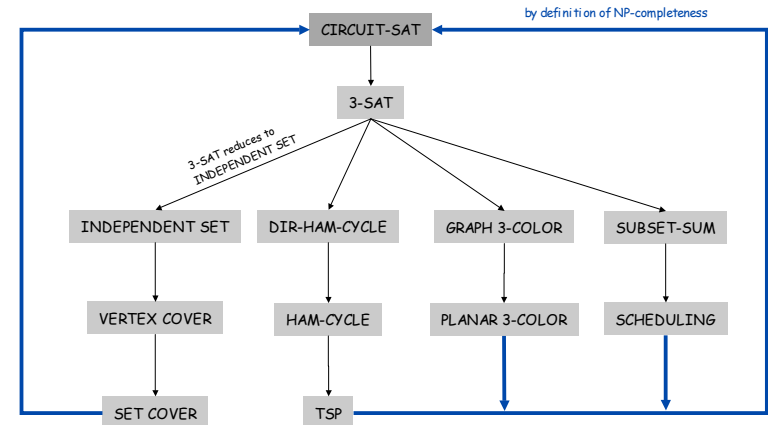 by definition of NP-completeness
CIRCUIT-SAT
3-SAT
3-SAT reduces to
INDEPENDENT SET
INDEPENDENT SET
DIR-HAM-CYCLE
GRAPH 3-COLOR
SUBSET-SUM
VERTEX COVER
HAM-CYCLE
PLANAR 3-COLOR
SCHEDULING
SET COVER
TSP